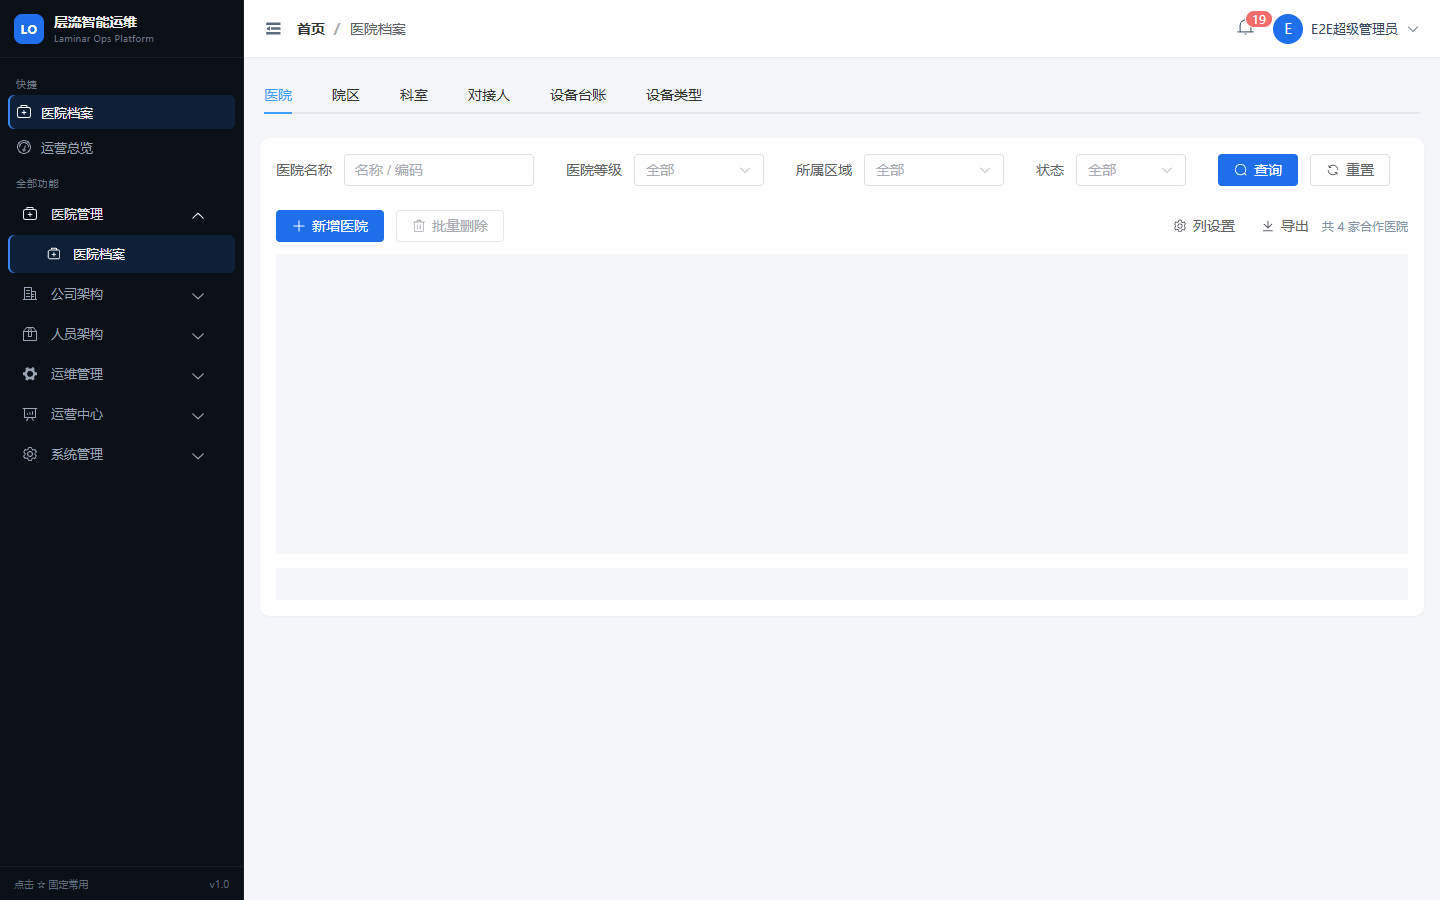 LO
层流智能运维
Laminar Ops Platform
快捷
医院档案
运营总览
全部功能
医院管理
医院档案
公司架构
人员架构
运维管理
运营中心
系统管理
点击 ☆ 固定常用 v1.0
首页 / 医院档案
19
E E2E超级管理员
医院 院区 科室 对接人 设备台账 设备类型
医院名称 名称 / 编码 医院等级 全部 所属区域 全部 状态 全部 查询 重置
新增医院 批量删除 列设置 导出 共 4 家合作医院